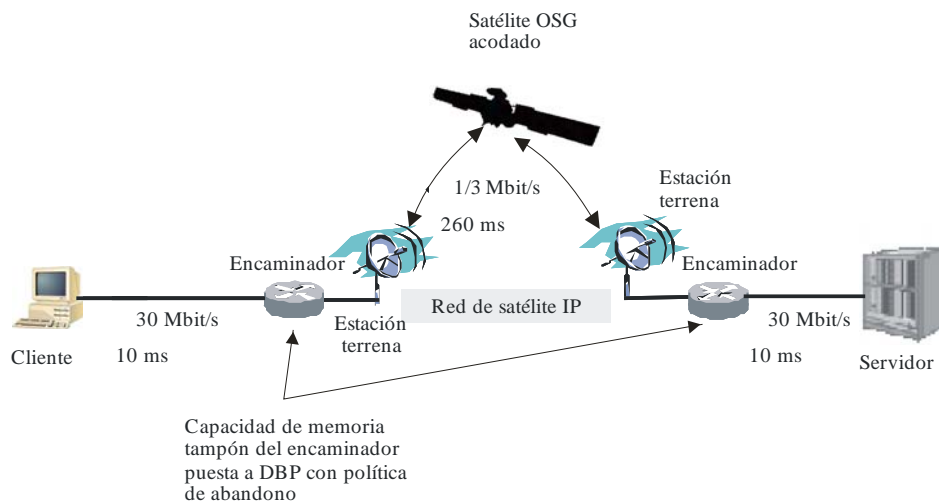 Satélite OSG
acodado
1/3 Mbit/s
260 ms
Estación
terrena
Encaminador
Encaminador
Red de satélite IP
30 Mbit/s
Estación
terrena
30 Mbit/s
Cliente
10 ms
10 ms
Servidor
Capacidad de memoria
tampón del encaminador
puesta a DBP con política
de abandono